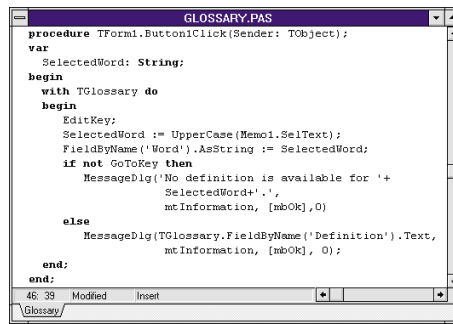 GLOSSARY.PAS
procedure TForm1.Button1Click(Sender: TObject);
var
SelectedWord: String;
begin
with TGlossary do
begin
EditKey;
SelectedWord := UpperCase(Memo1.SelText);
FieldByName('Word').AsString := SelectedWord;
if not GoToKey then
MessageDlg('No definition is available for '+
SelectedWord+'.',
mtInformation, [mbOk],0)
else
MessageDlg(TGlossary.FieldByName('Definition').Text,
mtInformation, [mbOk], 0);
end;
end;
46: 39 Modified Insert
Glossary